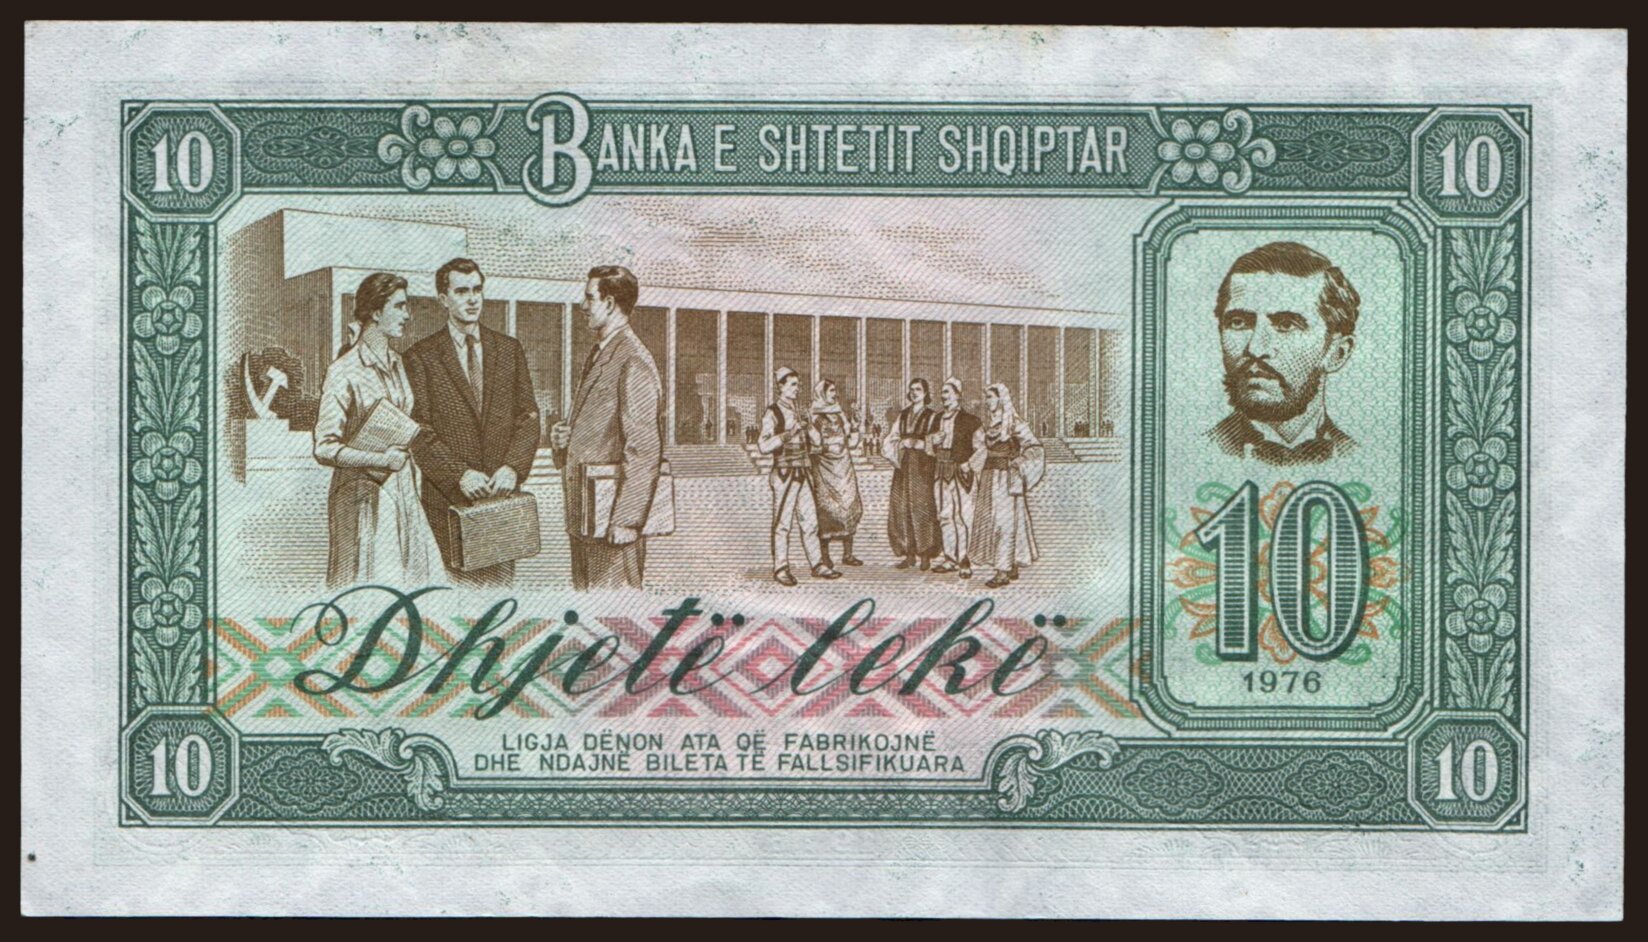 10
BANKA E SHTETIT SHQIPTAR
10
10
1976
Dhjetë lekë
LIGJA DËNON ATA QË FABRIKOJNË
DHE NDAJNË BILETA TË FALLSIFIKUARA
10
10